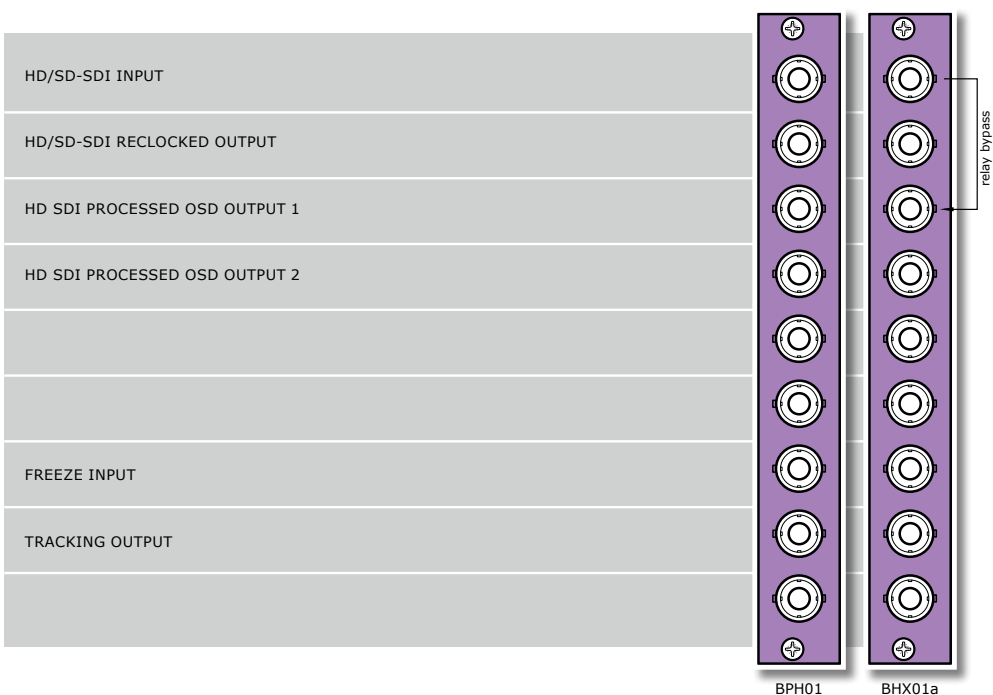 HD/SD-SDI INPUT
HD/SD-SDI RECLOCKED OUTPUT
HD SDI PROCESSED OSD OUTPUT 1
HD SDI PROCESSED OSD OUTPUT 2
FREEZE INPUT
TRACKING OUTPUT
relay bypass
BPH01
BHX01a